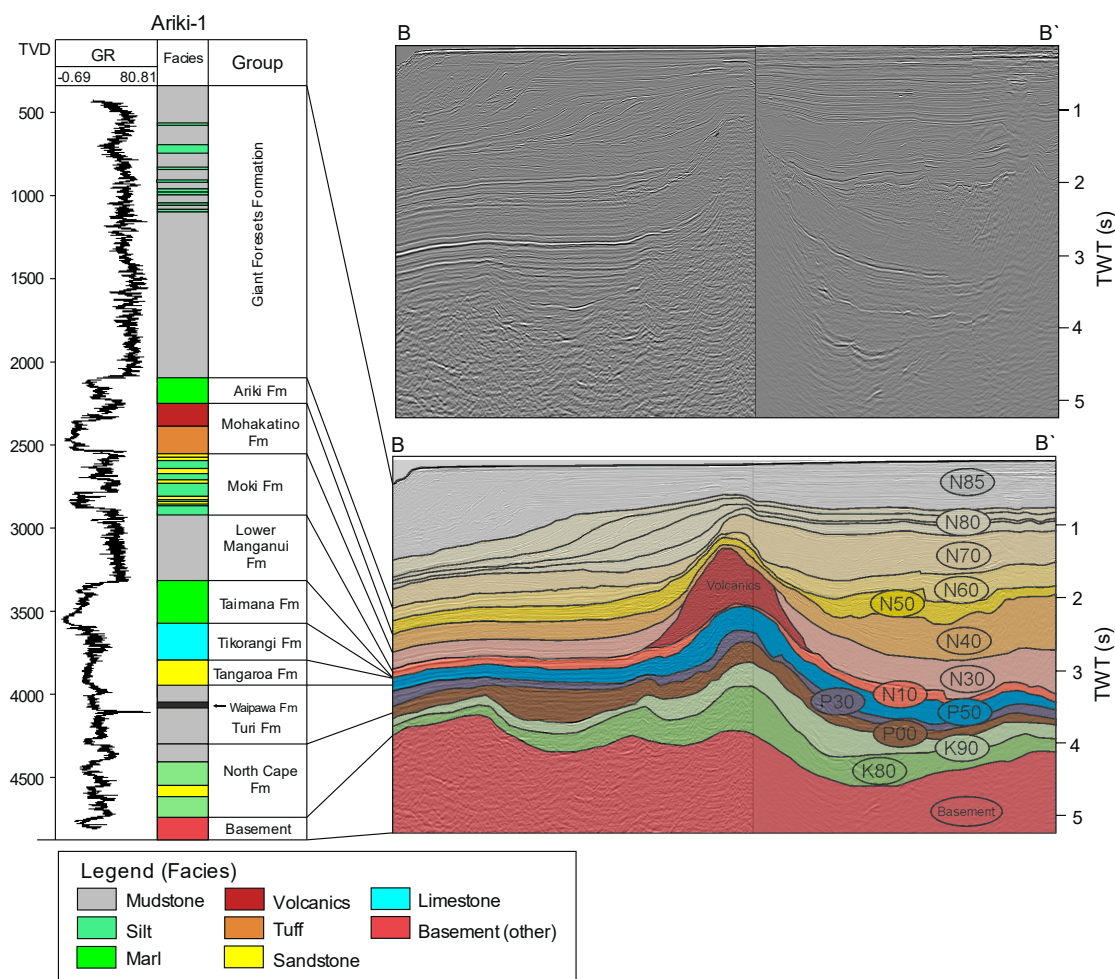 Ariki-1
TVD
GR
Facies
Group
-0.69 80.81
500
1000
1500
2000
2500
3000
3500
4000
4500
Giant Foresets Formation
Ariki Fm
Mohakatino
Fm
Moki Fm
Lower
Manganui
Fm
Taimana Fm
Tikorangi Fm
Tangaroa Fm
Waipawa Fm
Turi Fm
North Cape
Fm
Basement
B
B`
1
2
3
4
5
TWT (s)
B
B`
N85
N80
N70
N60
N50
Volcanics
N40
N30
N10
P30
P50
P00
K90
K80
Basement
1
2
3
4
5
TWT (s)
Legend (Facies)
Mudstone
Silt
Marl
Volcanics
Tuff
Sandstone
Limestone
Basement (other)